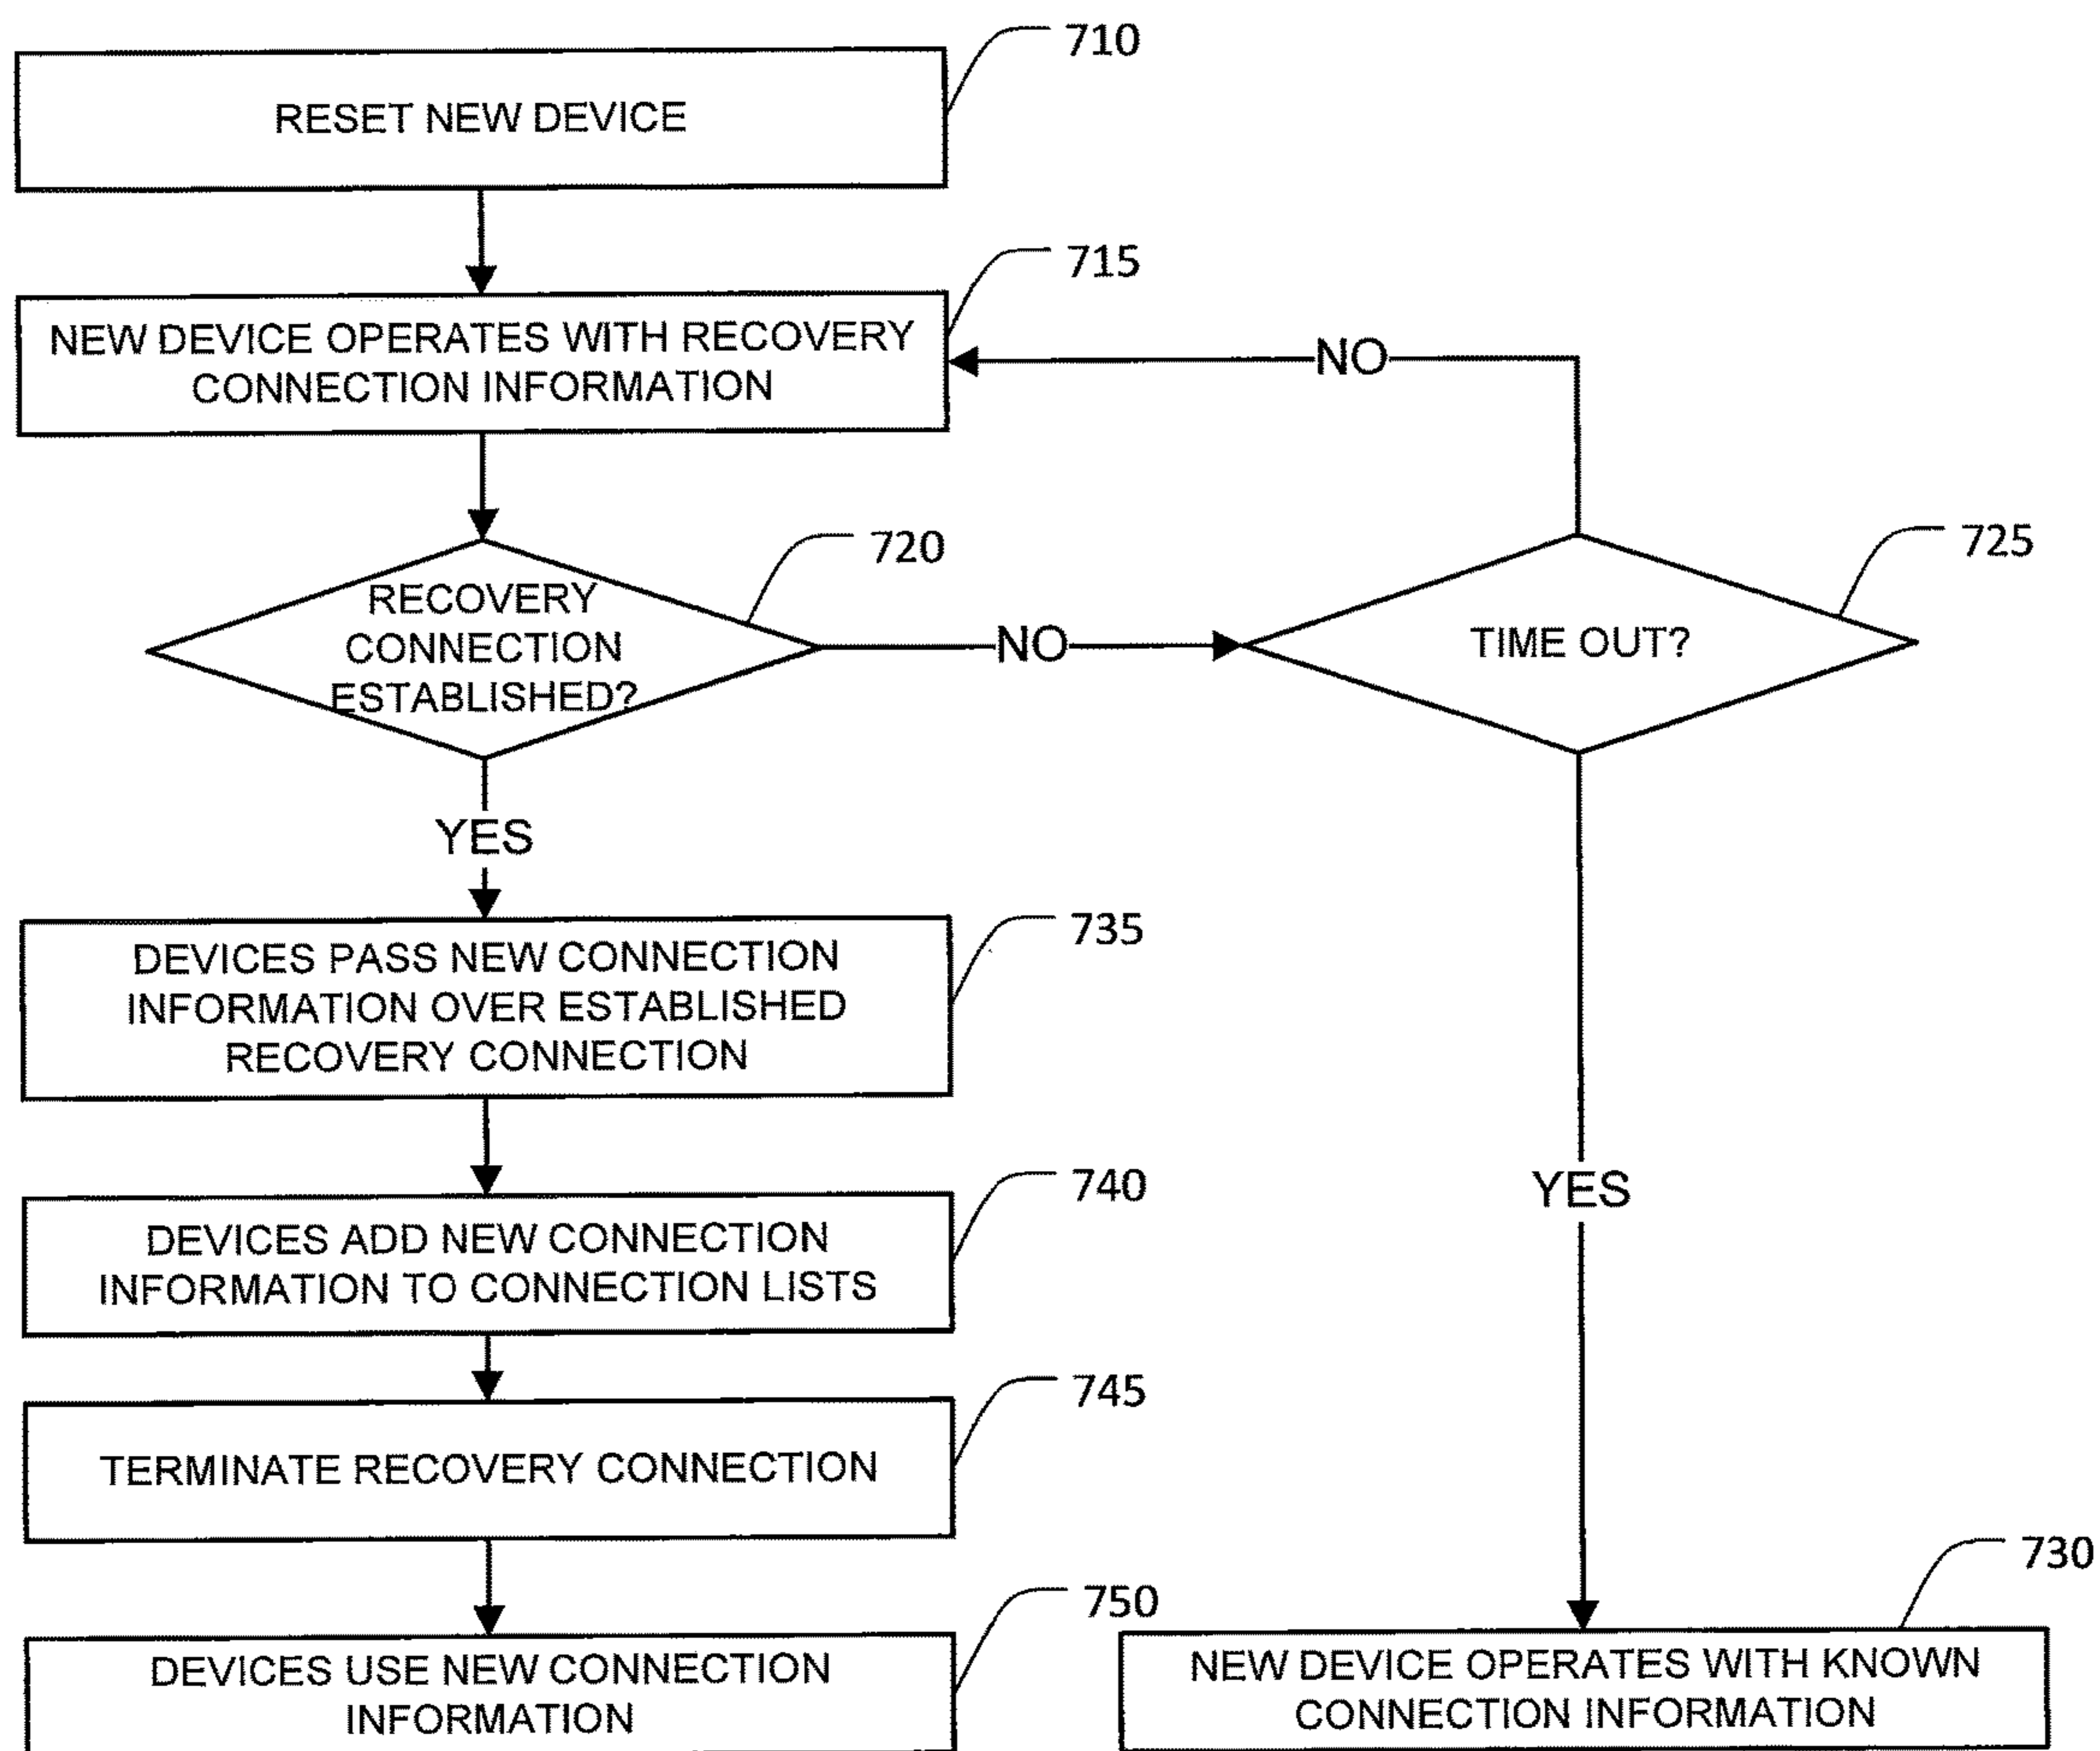 710
RESET NEW DEVICE
715
NEW DEVICE OPERATES WITH RECOVERY
CONNECTION INFORMATION
NO
720
RECOVERY
CONNECTION
ESTABLISHED?
NO
725
TIME OUT?
YES
735
DEVICES PASS NEW CONNECTION
INFORMATION OVER ESTABLISHED
RECOVERY CONNECTION
740
DEVICES ADD NEW CONNECTION
INFORMATION TO CONNECTION LISTS
YES
745
TERMINATE RECOVERY CONNECTION
750
DEVICES USE NEW CONNECTION
INFORMATION
730
NEW DEVICE OPERATES WITH KNOWN
CONNECTION INFORMATION